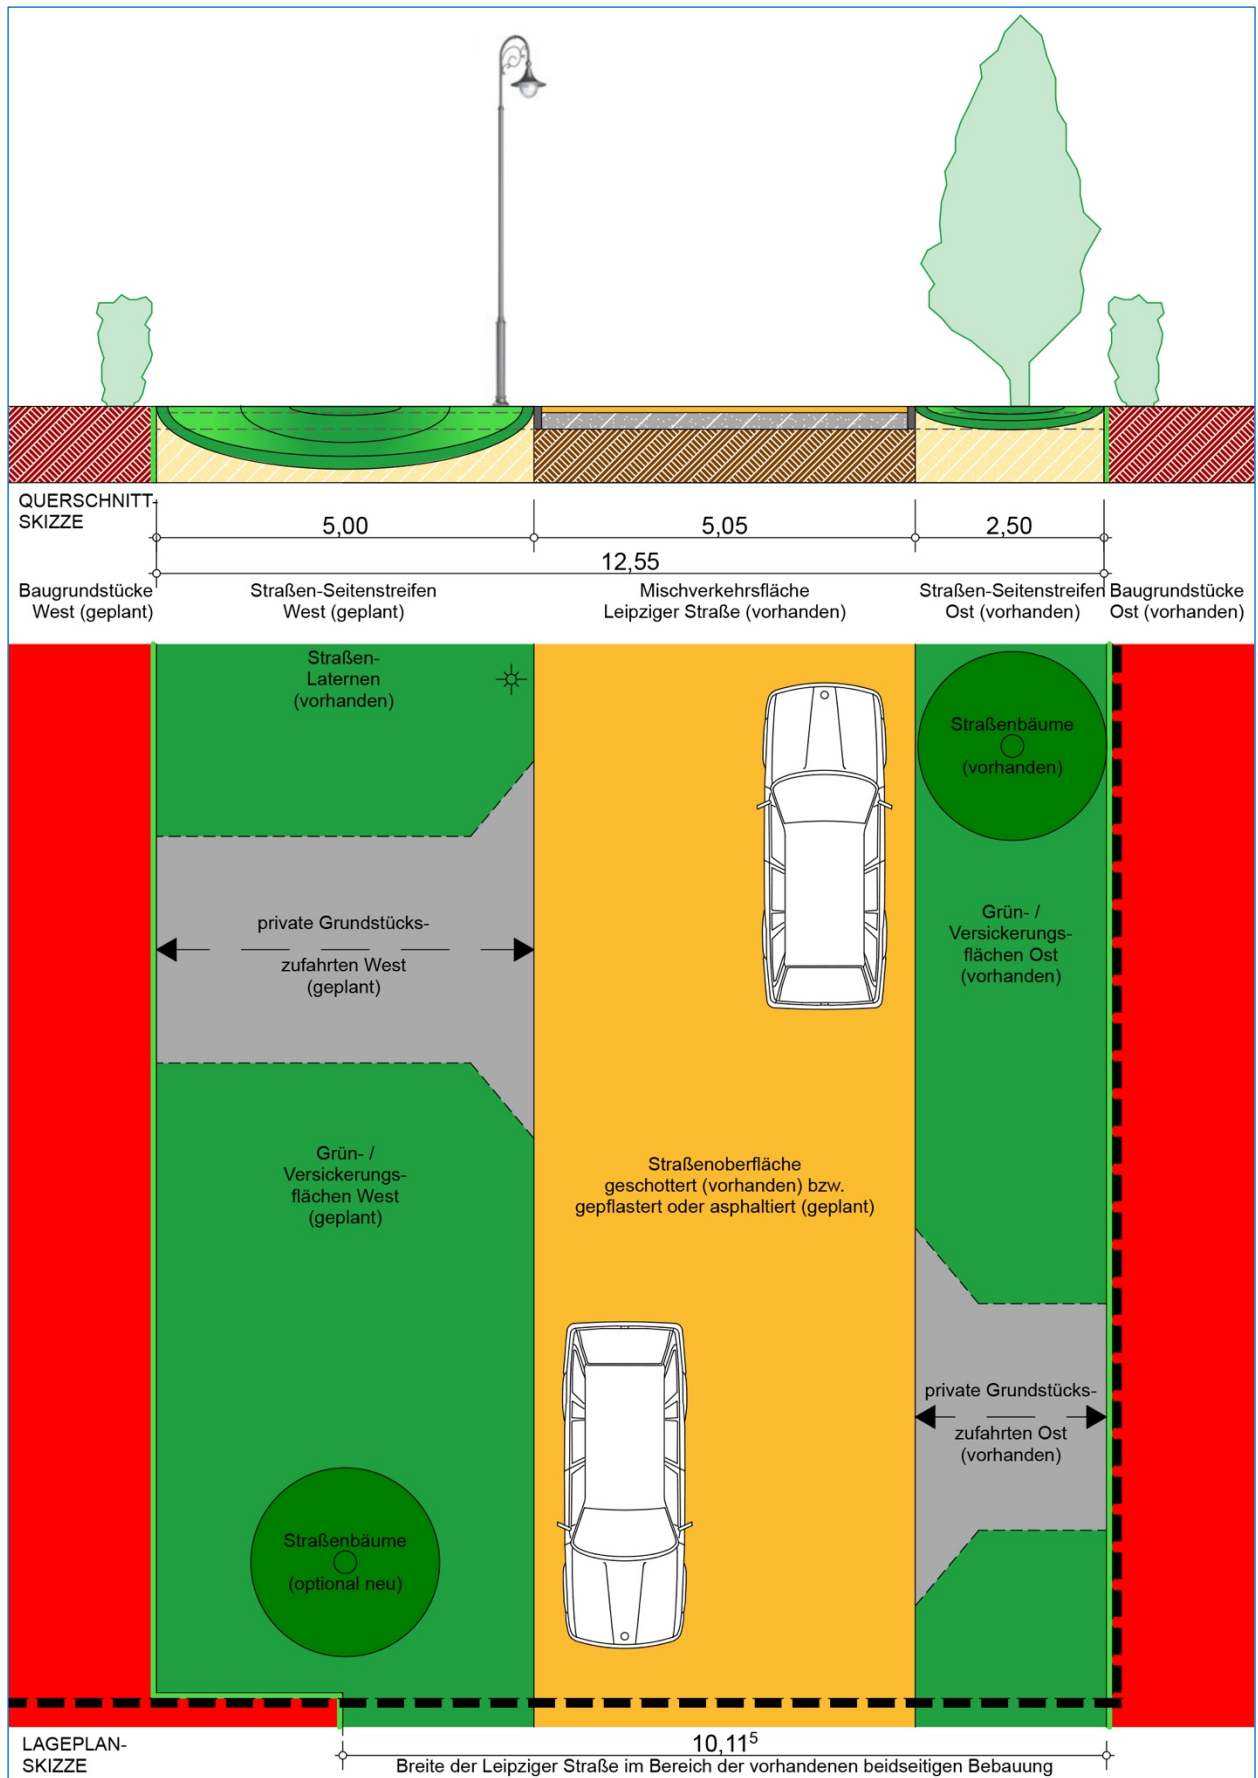 QUERSCHNITT-
SKIZZE
5,00
5,05
2,50
12,55
Baugrundstücke
West (geplant)
Straßen-Seitenstreifen
West (geplant)
Mischverkehrsfläche
Leipziger Straße (vorhanden)
Straßen-Seitenstreifen
Ost (vorhanden)
Baugrundstücke
Ost (vorhanden)
Straßen-
Laternen
(vorhanden)
Straßenbäume
(vorhanden)
private Grundstücks-
zufahrten West
(geplant)
Grün- /
Versickerungs-
flächen Ost
(vorhanden)
Grün- /
Versickerungs-
flächen West
(geplant)
Straßenoberfläche
geschottert (vorhanden) bzw.
gepflastert oder asphaltiert (geplant)
private Grundstücks-
zufahrten Ost
(vorhanden)
Straßenbäume
(optional neu)
LAGEPLAN-
SKIZZE
10,11⁵
Breite der Leipziger Straße im Bereich der vorhandenen beidseitigen Bebauung